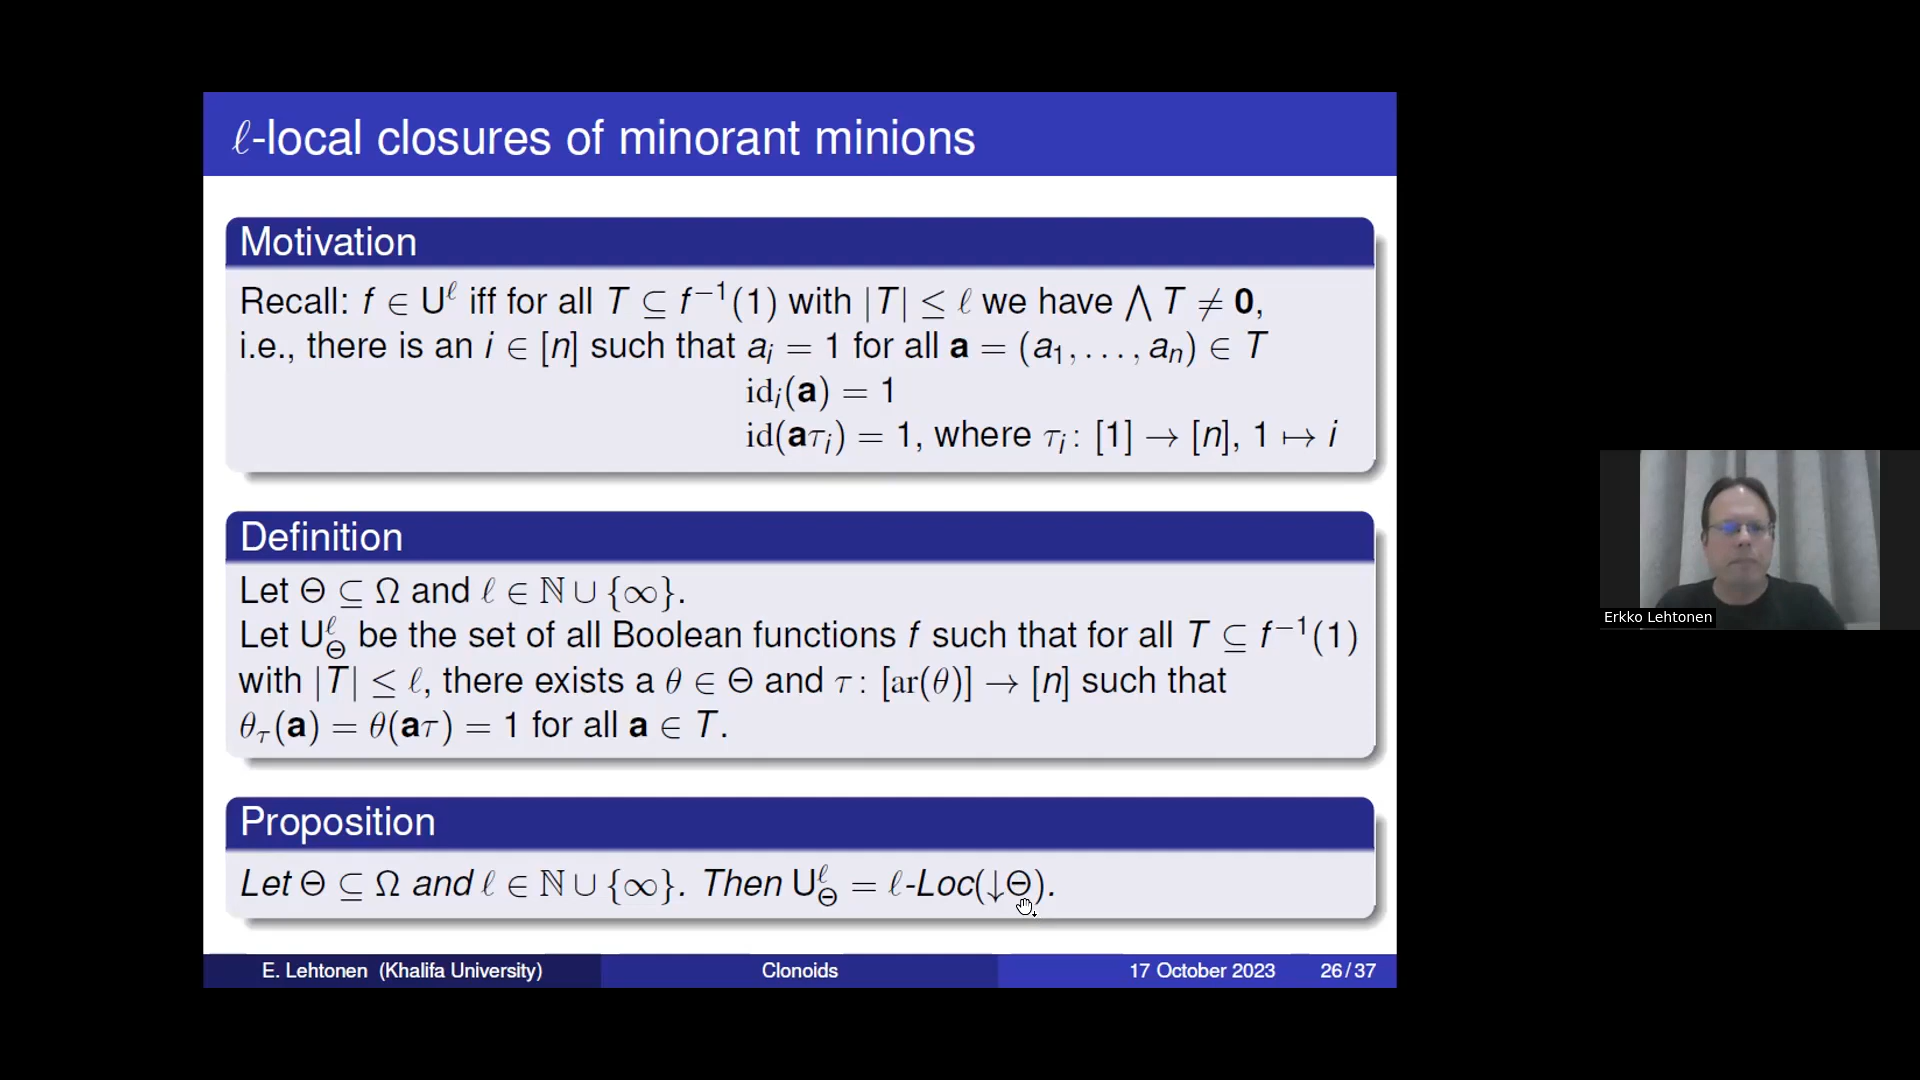 ℓ-local closures of minorant minions
Motivation
Recall: f ∈ U^ℓ iff for all T ⊆ f⁻¹(1) with |T| ≤ ℓ we have ⋀ T ≠ 𝟎,
i.e., there is an i ∈ [n] such that a_i = 1 for all 𝐚 = (a_1, . . . , a_n) ∈ T
id_i(𝐚) = 1
id(𝐚τ_i) = 1, where τ_i : [1] → [n], 1 ↦ i
Definition
Let Θ ⊆ Ω and ℓ ∈ ℕ ∪ {∞}.
Let U_Θ^ℓ be the set of all Boolean functions f such that for all T ⊆ f⁻¹(1)
with |T| ≤ ℓ, there exists a θ ∈ Θ and τ : [ar(θ)] → [n] such that
θ_τ(𝐚) = θ(𝐚τ) = 1 for all 𝐚 ∈ T.
Proposition
Let Θ ⊆ Ω and ℓ ∈ ℕ ∪ {∞}. Then U_Θ^ℓ = ℓ-Loc(↓Θ).
E. Lehtonen (Khalifa University) Clonoids 17 October 2023 26 / 37
Erkko Lehtonen